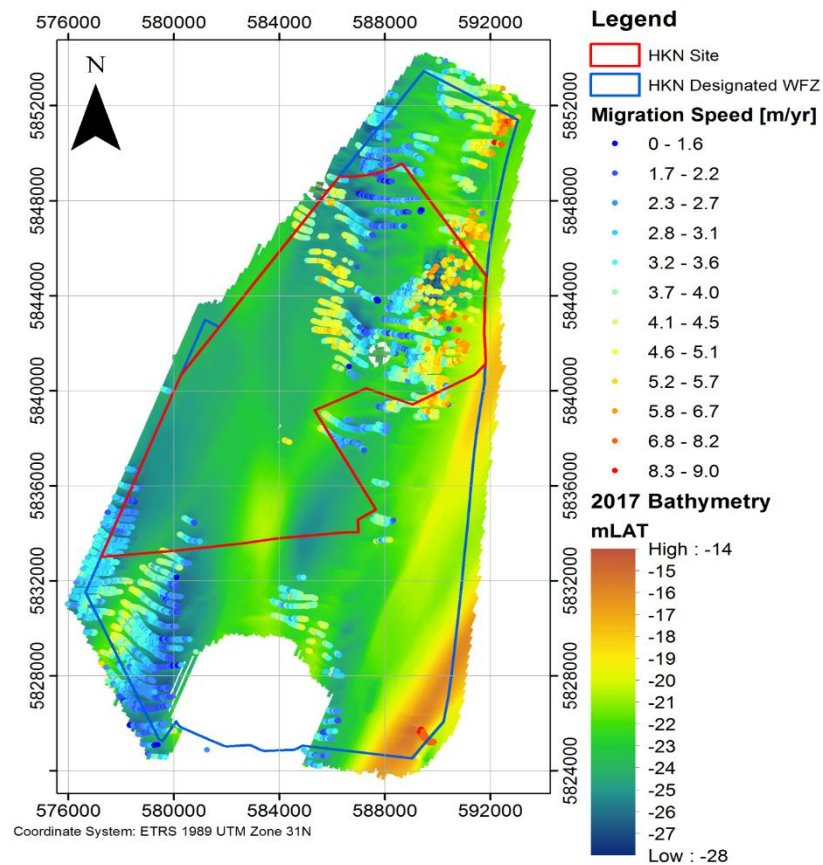 576000 580000 584000 588000 592000
N
5852000
5848000
5844000
5840000
5836000
5832000
5828000
5824000
5852000
5848000
5844000
5840000
5836000
5832000
5828000
5824000
576000 580000 584000 588000 592000
Coordinate System: ETRS 1989 UTM Zone 31N
Legend
HKN Site
HKN Designated WFZ
Migration Speed [m/yr]
0 - 1.6
1.7 - 2.2
2.3 - 2.7
2.8 - 3.1
3.2 - 3.6
3.7 - 4.0
4.1 - 4.5
4.6 - 5.1
5.2 - 5.7
5.8 - 6.7
6.8 - 8.2
8.3 - 9.0
2017 Bathymetry
mLAT
High : -14
-15
-16
-17
-18
-19
-20
-21
-22
-23
-24
-25
-26
-27
Low : -28